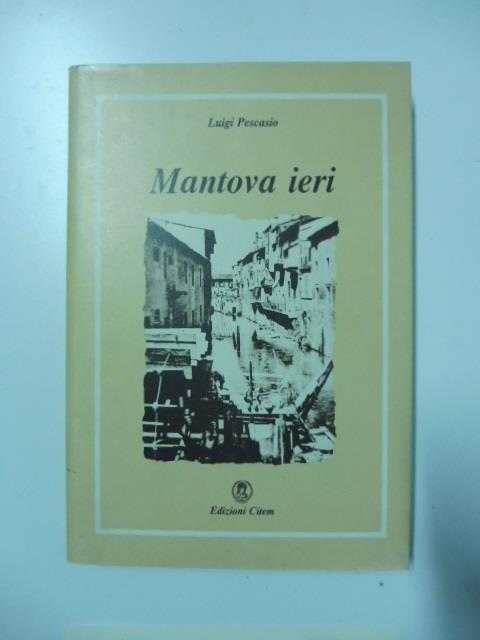 Luigi Pescasio
Mantova ieri
Edizioni Citem